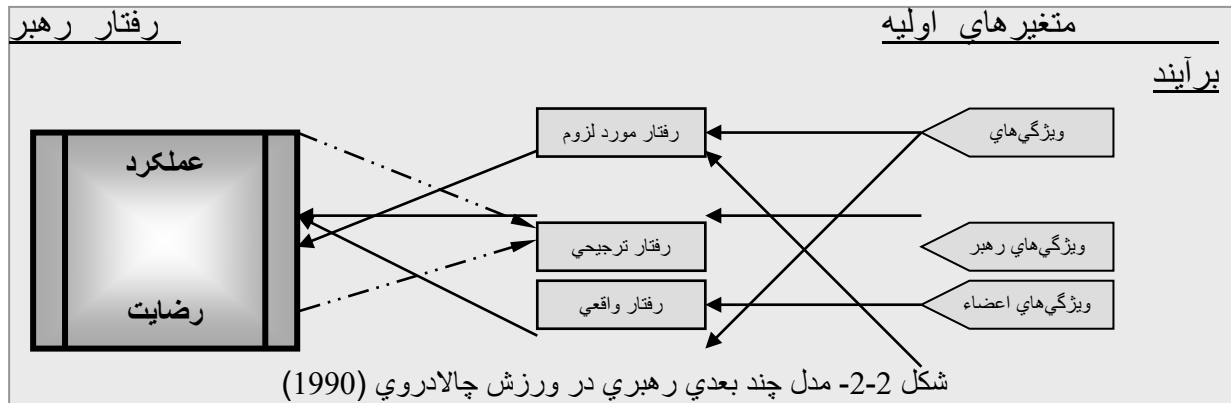 متغيرهاي اوليه رفتار رهبر
برآيند
ويژگي‌هاي
رفتار مورد لزوم
عملكرد
ويژگي‌هاي رهبر
رفتار ترجيحي
ويژگي‌هاي اعضاء
رفتار واقعي
رضايت
شكل 2-2- مدل چند بعدي رهبري در ورزش چالادروي (1990)